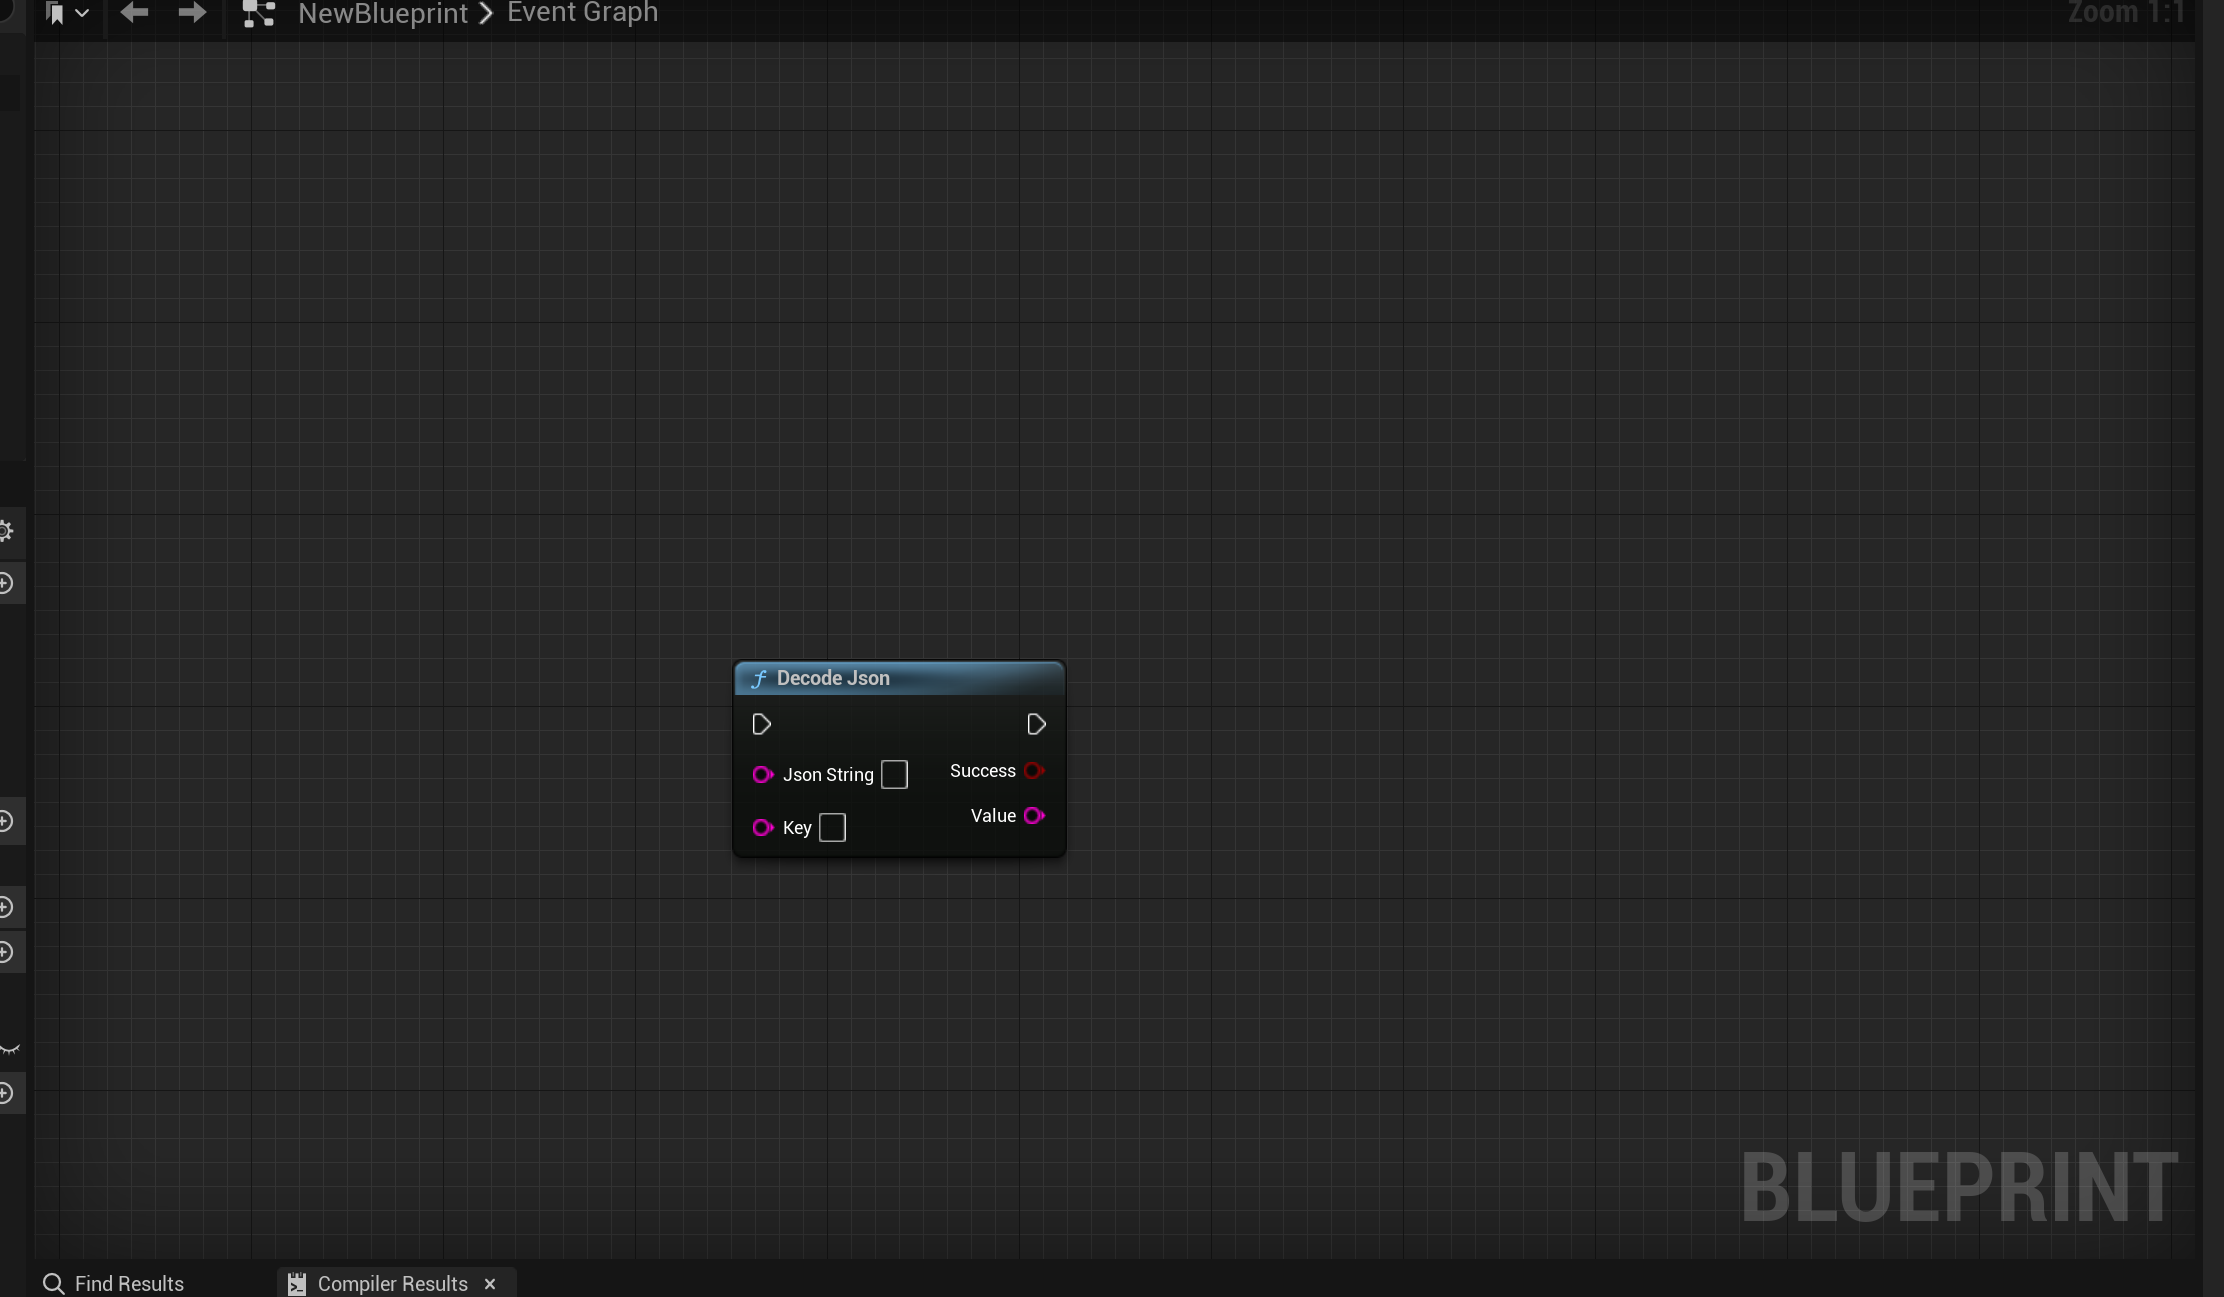 NewBlueprint > Event Graph
Zoom 1:1
f Decode Json
Json String
Success
Key
Value
BLUEPRINT
Find Results
Compiler Results